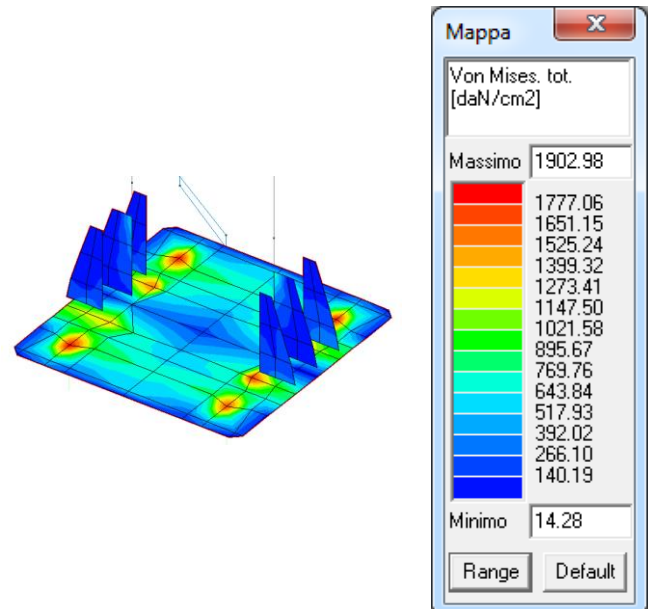 Mappa
Von Mises. tot.
[daN/cm2]
Massimo 1902.98
1777.06
1651.15
1525.24
1399.32
1273.41
1147.50
1021.58
895.67
769.76
643.84
517.93
392.02
266.10
140.19
Minimo 14.28
Range Default